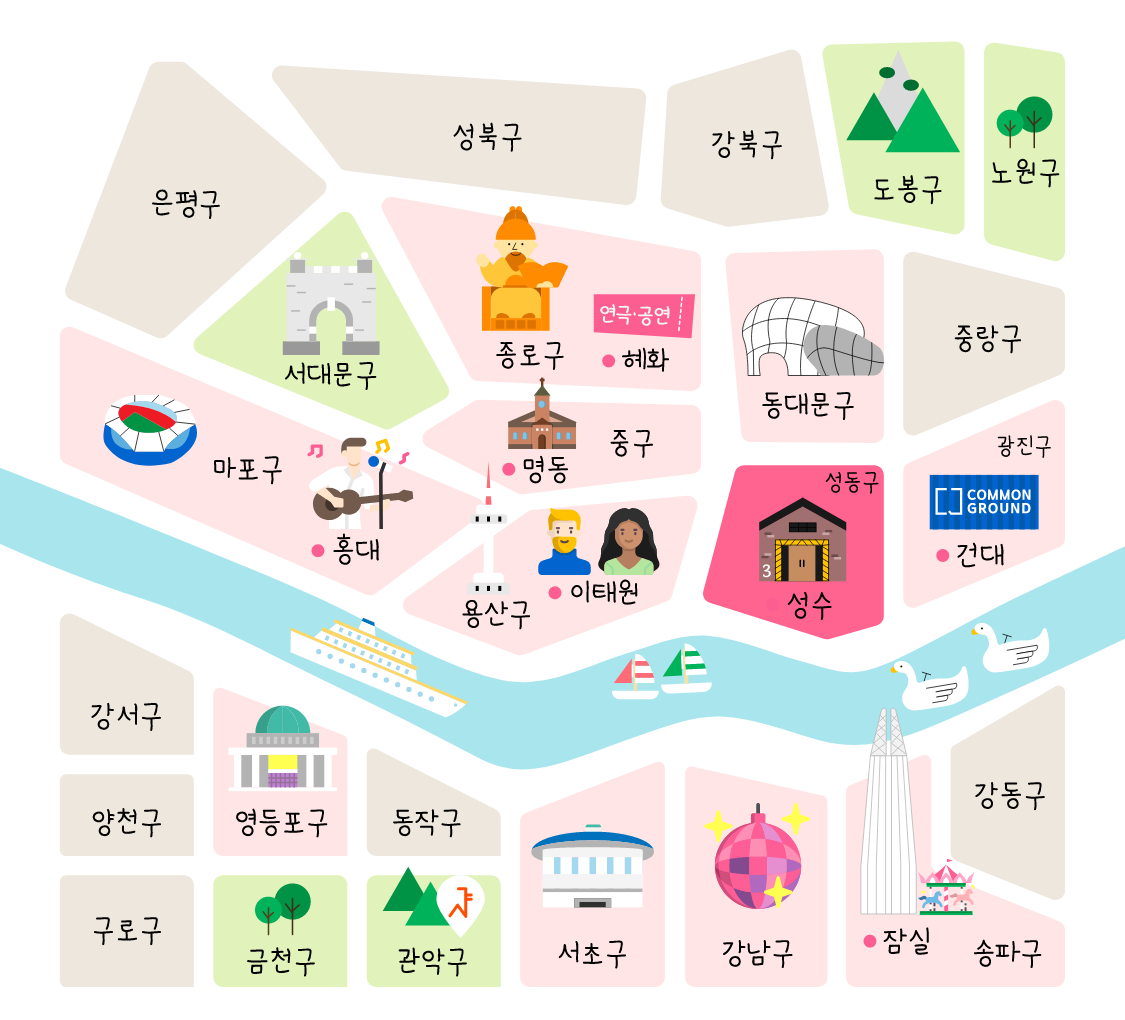 성북구
강북구
도봉구
노원구
은평구
연극·공연
종로구
혜화
서대문구
동대문구
중랑구
마포구
명동
중구
광진구
성동구
COMMON
GROUND
홍대
이태원
용산구
3
성수
건대
강서구
양천구
영등포구
동작구
강동구
구로구
금천구
관악구
서초구
강남구
잠실
송파구